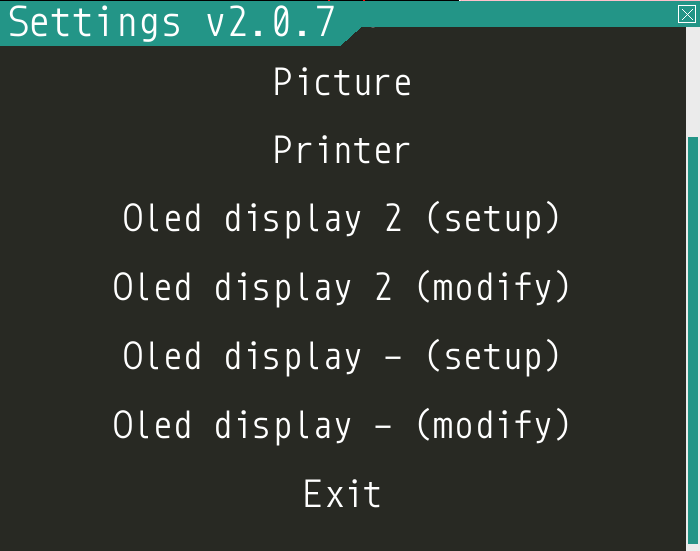 Settings v2.0.7
Picture
Printer
Oled display 2 (setup)
Oled display 2 (modify)
Oled display – (setup)
Oled display – (modify)
Exit